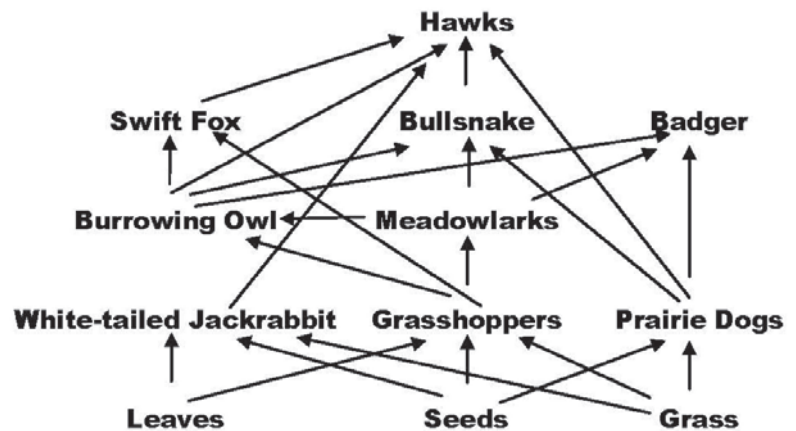 Hawks
Swift Fox Bullsnake Badger
Burrowing Owl Meadowlarks
White-tailed Jackrabbit Grasshoppers Prairie Dogs
Leaves Seeds Grass